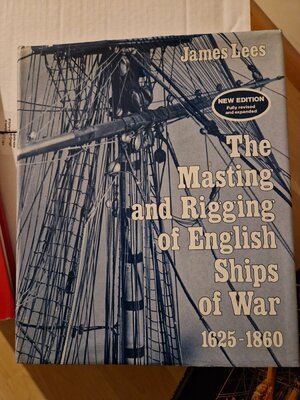 James Lees
NEW EDITION
Fully revised
and expanded
The
Masting
and Rigging
of English
Ships
of War
1625-1860